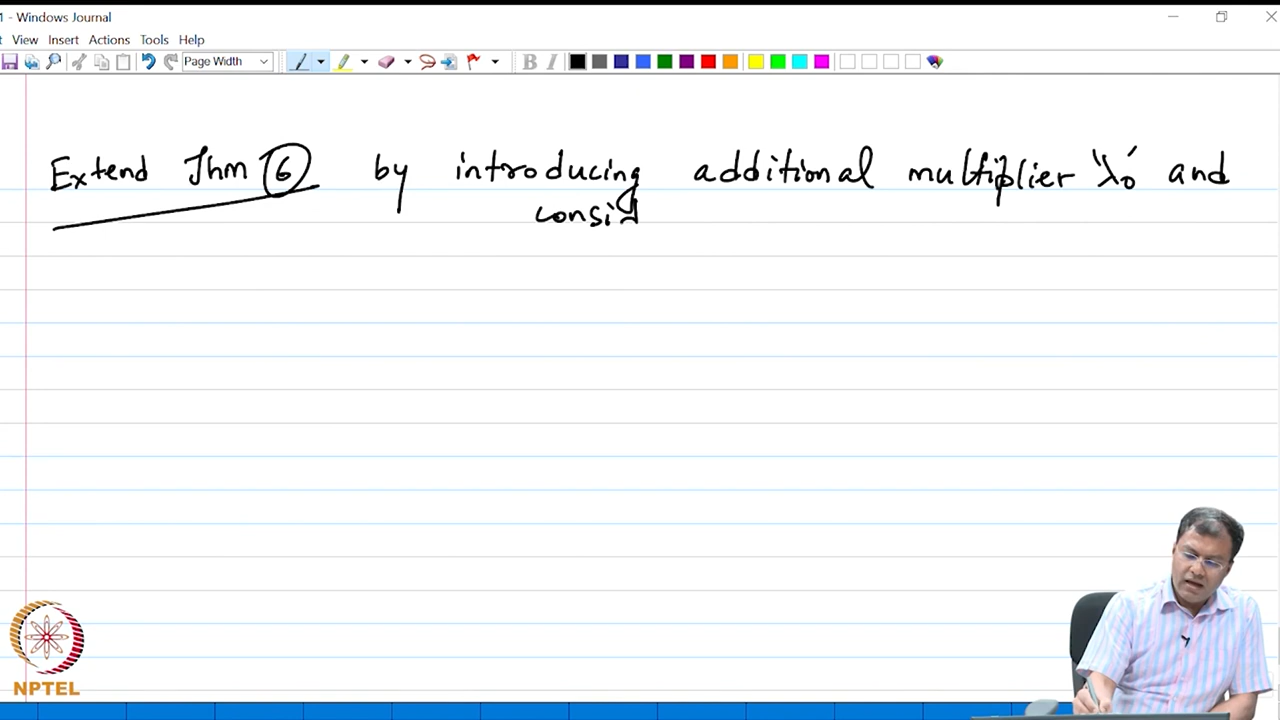 1 - Windows Journal
View Insert Actions Tools Help
Page Width
B I
Extend Thm 6 by introducing additional multiplier 'λ₀' and
consid
NPTEL